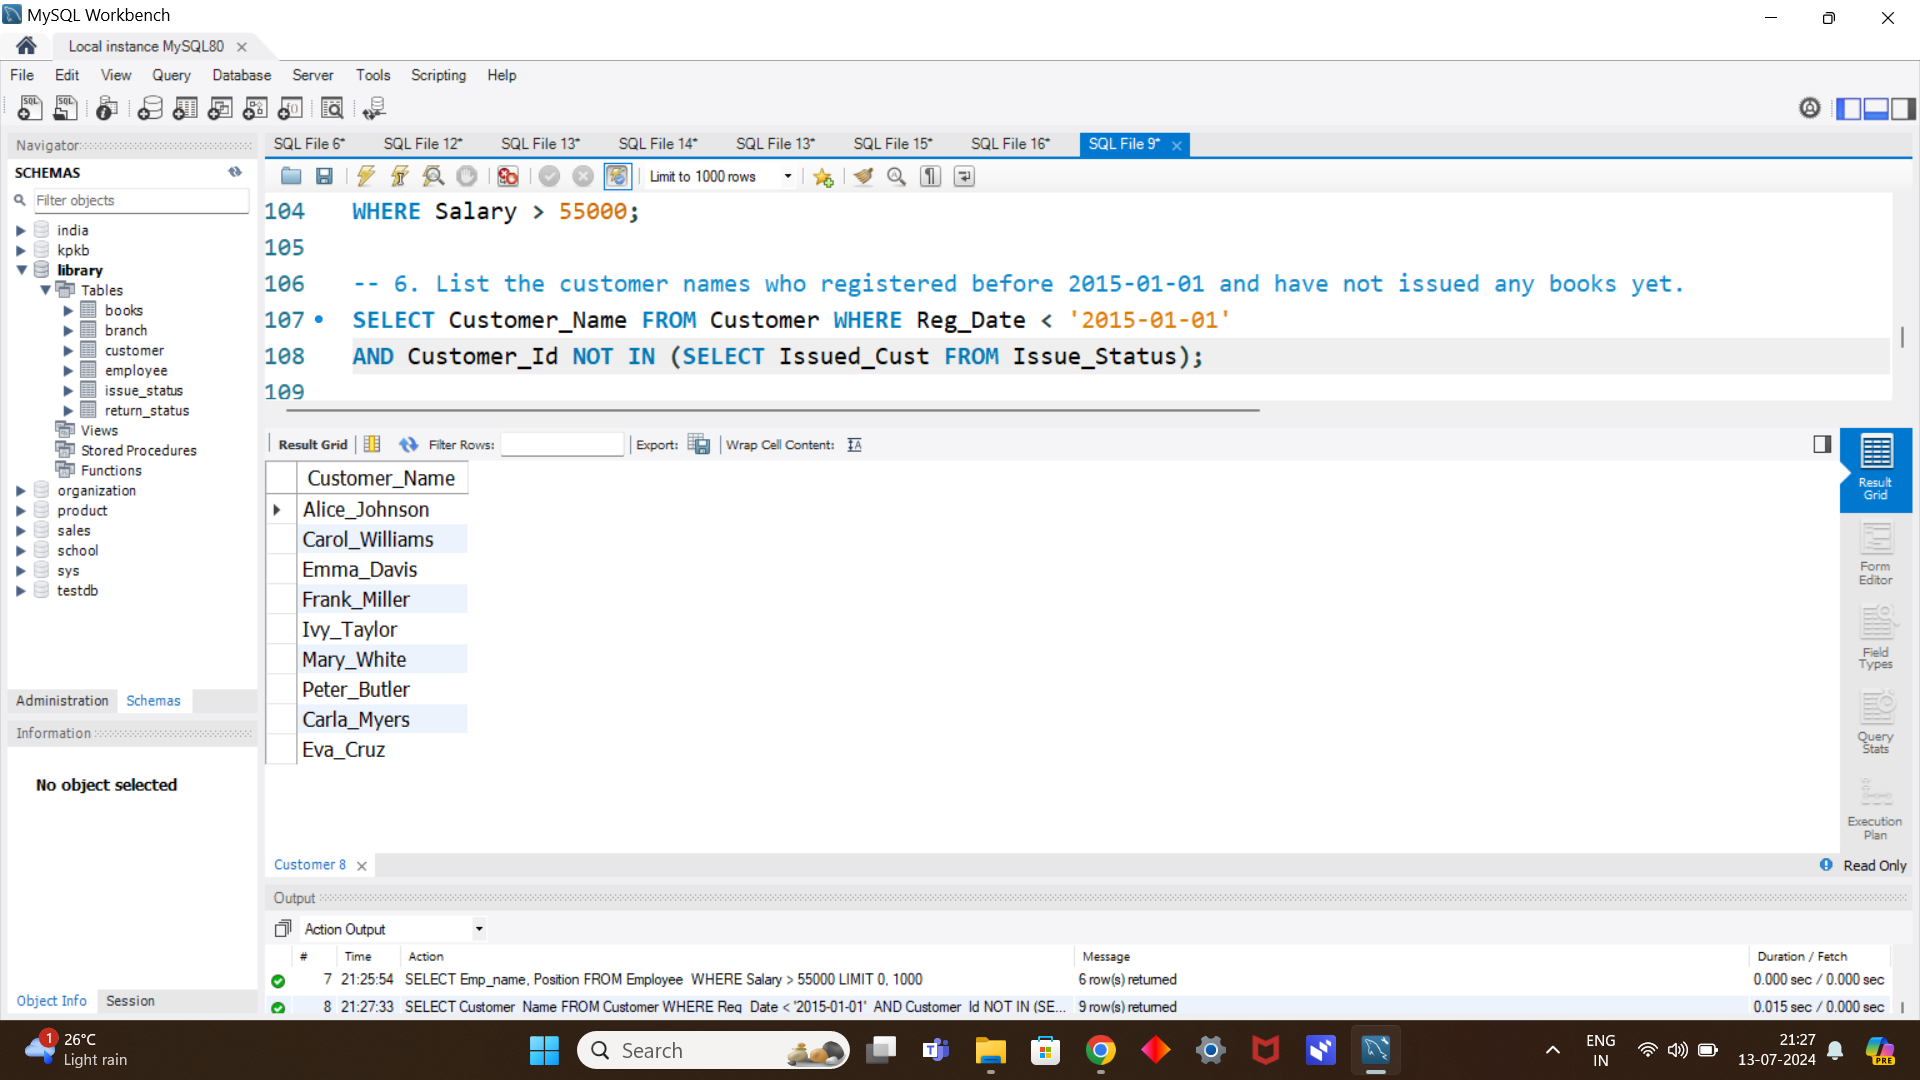 MySQL Workbench
Local instance MySQL80
File Edit View Query Database Server Tools Scripting Help
Navigator
SCHEMAS
Filter objects
india
kpkb
library
Tables
books
branch
customer
employee
issue_status
return_status
Views
Stored Procedures
Functions
organization
product
sales
school
sys
testdb
Administration Schemas
Information
No object selected
Object Info Session
SQL File 6* SQL File 12* SQL File 13* SQL File 14* SQL File 13* SQL File 15* SQL File 16* SQL File 9*
Limit to 1000 rows
104 WHERE Salary > 55000;
105
106 -- 6. List the customer names who registered before 2015-01-01 and have not issued any books yet.
107 SELECT Customer_Name FROM Customer WHERE Reg_Date < '2015-01-01'
108 AND Customer_Id NOT IN (SELECT Issued_Cust FROM Issue_Status);
109
Result Grid Filter Rows: Export: Wrap Cell Content:
Customer_Name
Alice_Johnson
Carol_Williams
Emma_Davis
Frank_Miller
Ivy_Taylor
Mary_White
Peter_Butler
Carla_Myers
Eva_Cruz
Result
Grid
Form
Editor
Field
Types
Query
Stats
Execution
Plan
Customer 8
Read Only
Output
Action Output
# Time Action Message Duration / Fetch
7 21:25:54 SELECT Emp_name, Position FROM Employee WHERE Salary > 55000 LIMIT 0, 1000 6 row(s) returned 0.000 sec / 0.000 sec
8 21:27:33 SELECT Customer_Name FROM Customer WHERE Reg_Date < '2015-01-01' AND Customer_Id NOT IN (SE... 9 row(s) returned 0.015 sec / 0.000 sec
1
26°C
Light rain
Search
ENG
IN
21:27
13-07-2024
PRE